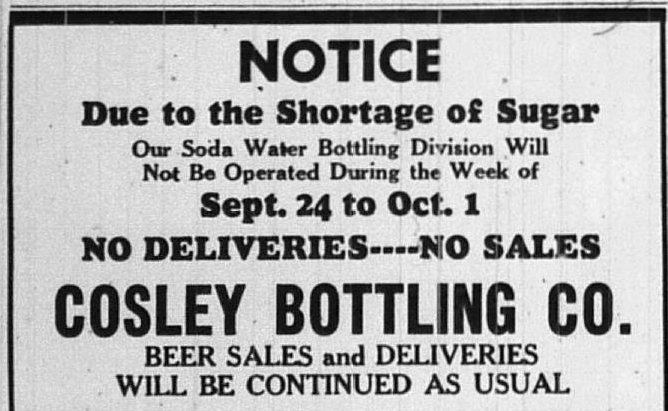 NOTICE
Due to the Shortage of Sugar
Our Soda Water Bottling Division Will
Not Be Operated During the Week of
Sept. 24 to Oct. 1
NO DELIVERIES----NO SALES
COSLEY BOTTLING CO.
BEER SALES and DELIVERIES
WILL BE CONTINUED AS USUAL